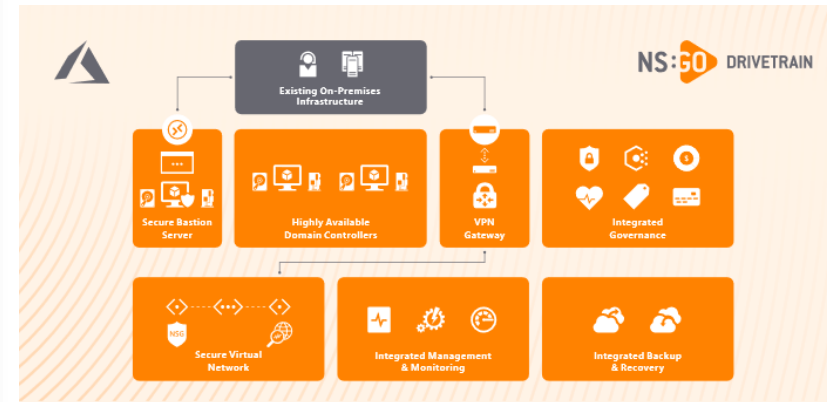 NS:GO DRIVETRAIN
Existing On-Premises
Infrastructure
Secure Bastion
Server
Highly Available
Domain Controllers
VPN
Gateway
Integrated
Governance
NSG
Secure Virtual
Network
Integrated Management
& Monitoring
Integrated Backup
& Recovery